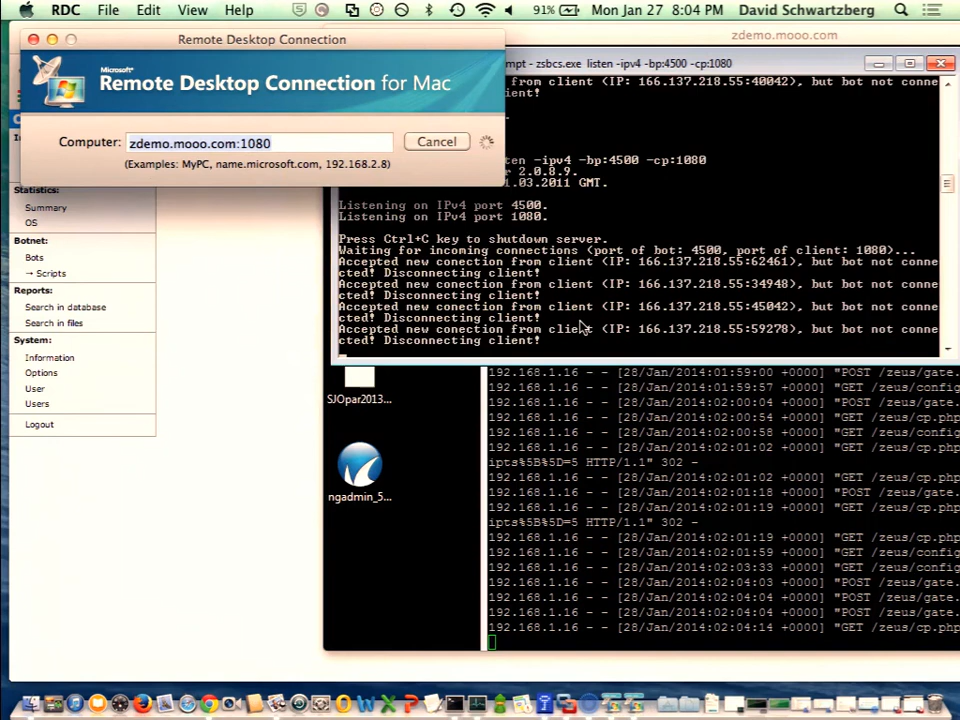 RDC File Edit View Help
91% Mon Jan 27 8:04 PM David Schwartzberg
Remote Desktop Connection
zdemo.mooo.com
Microsoft®
Remote Desktop Connection for Mac
Computer: zdemo.mooo.com:1080 Cancel
(Examples: MyPC, name.microsoft.com, 192.168.2.8)
mpt - zsbcs.exe listen -ipv4 -bp:4500 -cp:1080
from client (IP: 166.137.218.55:40042), but bot not conne
ient!
sten -ipv4 -bp:4500 -cp:1080
r 2.0.8.9.
1.03.2011 GMT.
Listening on IPv4 port 4500.
Listening on IPv4 port 1080.
Press Ctrl+C key to shutdown server.
Waiting for incoming connections (port of bot: 4500, port of client: 1080)...
Accepted new conection from client (IP: 166.137.218.55:62461), but bot not conne
cted! Disconnecting client!
Accepted new conection from client (IP: 166.137.218.55:34948), but bot not conne
cted! Disconnecting client!
Accepted new conection from client (IP: 166.137.218.55:45042), but bot not conne
cted! Disconnecting client!
Accepted new conection from client (IP: 166.137.218.55:59278), but bot not conne
cted! Disconnecting client!
Statistics:
Summary
OS
Botnet:
Bots
→ Scripts
Reports:
Search in database
Search in files
System:
Information
Options
User
Users
Logout
SJOpar2013...
ngadmin_5...
192.168.1.16 - - [28/Jan/2014:01:59:00 +0000] "POST /zeus/gate.
192.168.1.16 - - [28/Jan/2014:01:59:57 +0000] "GET /zeus/config
192.168.1.16 - - [28/Jan/2014:02:00:04 +0000] "POST /zeus/gate.
192.168.1.16 - - [28/Jan/2014:02:00:54 +0000] "GET /zeus/cp.php
192.168.1.16 - - [28/Jan/2014:02:00:58 +0000] "GET /zeus/config
192.168.1.16 - - [28/Jan/2014:02:01:02 +0000] "POST /zeus/cp.ph
ipts%5B%5D=5 HTTP/1.1" 302 -
192.168.1.16 - - [28/Jan/2014:02:01:02 +0000] "GET /zeus/cp.php
192.168.1.16 - - [28/Jan/2014:02:01:18 +0000] "POST /zeus/gate.
192.168.1.16 - - [28/Jan/2014:02:01:19 +0000] "GET /zeus/cp.php
ipts%5B%5D=5 HTTP/1.1" 302 -
192.168.1.16 - - [28/Jan/2014:02:01:19 +0000] "GET /zeus/cp.php
192.168.1.16 - - [28/Jan/2014:02:01:59 +0000] "GET /zeus/config
192.168.1.16 - - [28/Jan/2014:02:03:33 +0000] "GET /zeus/cp.php
192.168.1.16 - - [28/Jan/2014:02:04:03 +0000] "POST /zeus/gate.
192.168.1.16 - - [28/Jan/2014:02:04:04 +0000] "POST /zeus/gate.
192.168.1.16 - - [28/Jan/2014:02:04:04 +0000] "POST /zeus/gate.
192.168.1.16 - - [28/Jan/2014:02:04:14 +0000] "GET /zeus/cp.php